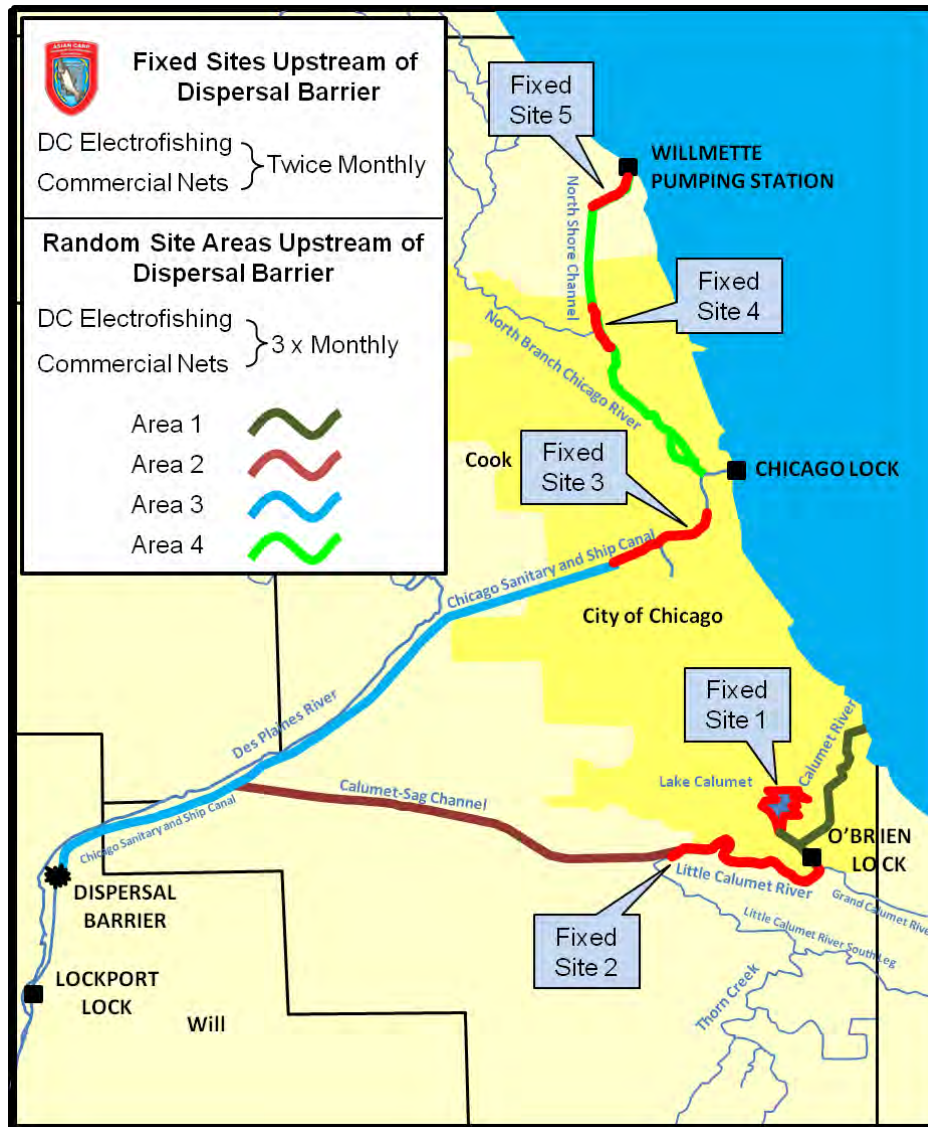 ASIAN CARP
Fixed Sites Upstream of
Dispersal Barrier
DC Electrofishing
Commercial Nets
Twice Monthly
Random Site Areas Upstream of
Dispersal Barrier
DC Electrofishing
Commercial Nets
3 x Monthly
Area 1
Area 2
Area 3
Area 4
Fixed
Site 5
WILLMETTE
PUMPING STATION
North Shore Channel
Fixed
Site 4
North Branch Chicago River
Cook
Fixed
Site 3
CHICAGO LOCK
Chicago Sanitary and Ship Canal
City of Chicago
Fixed
Site 1
Des Plaines River
Lake Calumet
Calumet River
Calumet-Sag Channel
Chicago Sanitary and Ship Canal
O'BRIEN
LOCK
DISPERSAL
BARRIER
Little Calumet River
Grand Calumet River
Fixed
Site 2
Little Calumet River South Leg
LOCKPORT
LOCK
Will
Thorn Creek